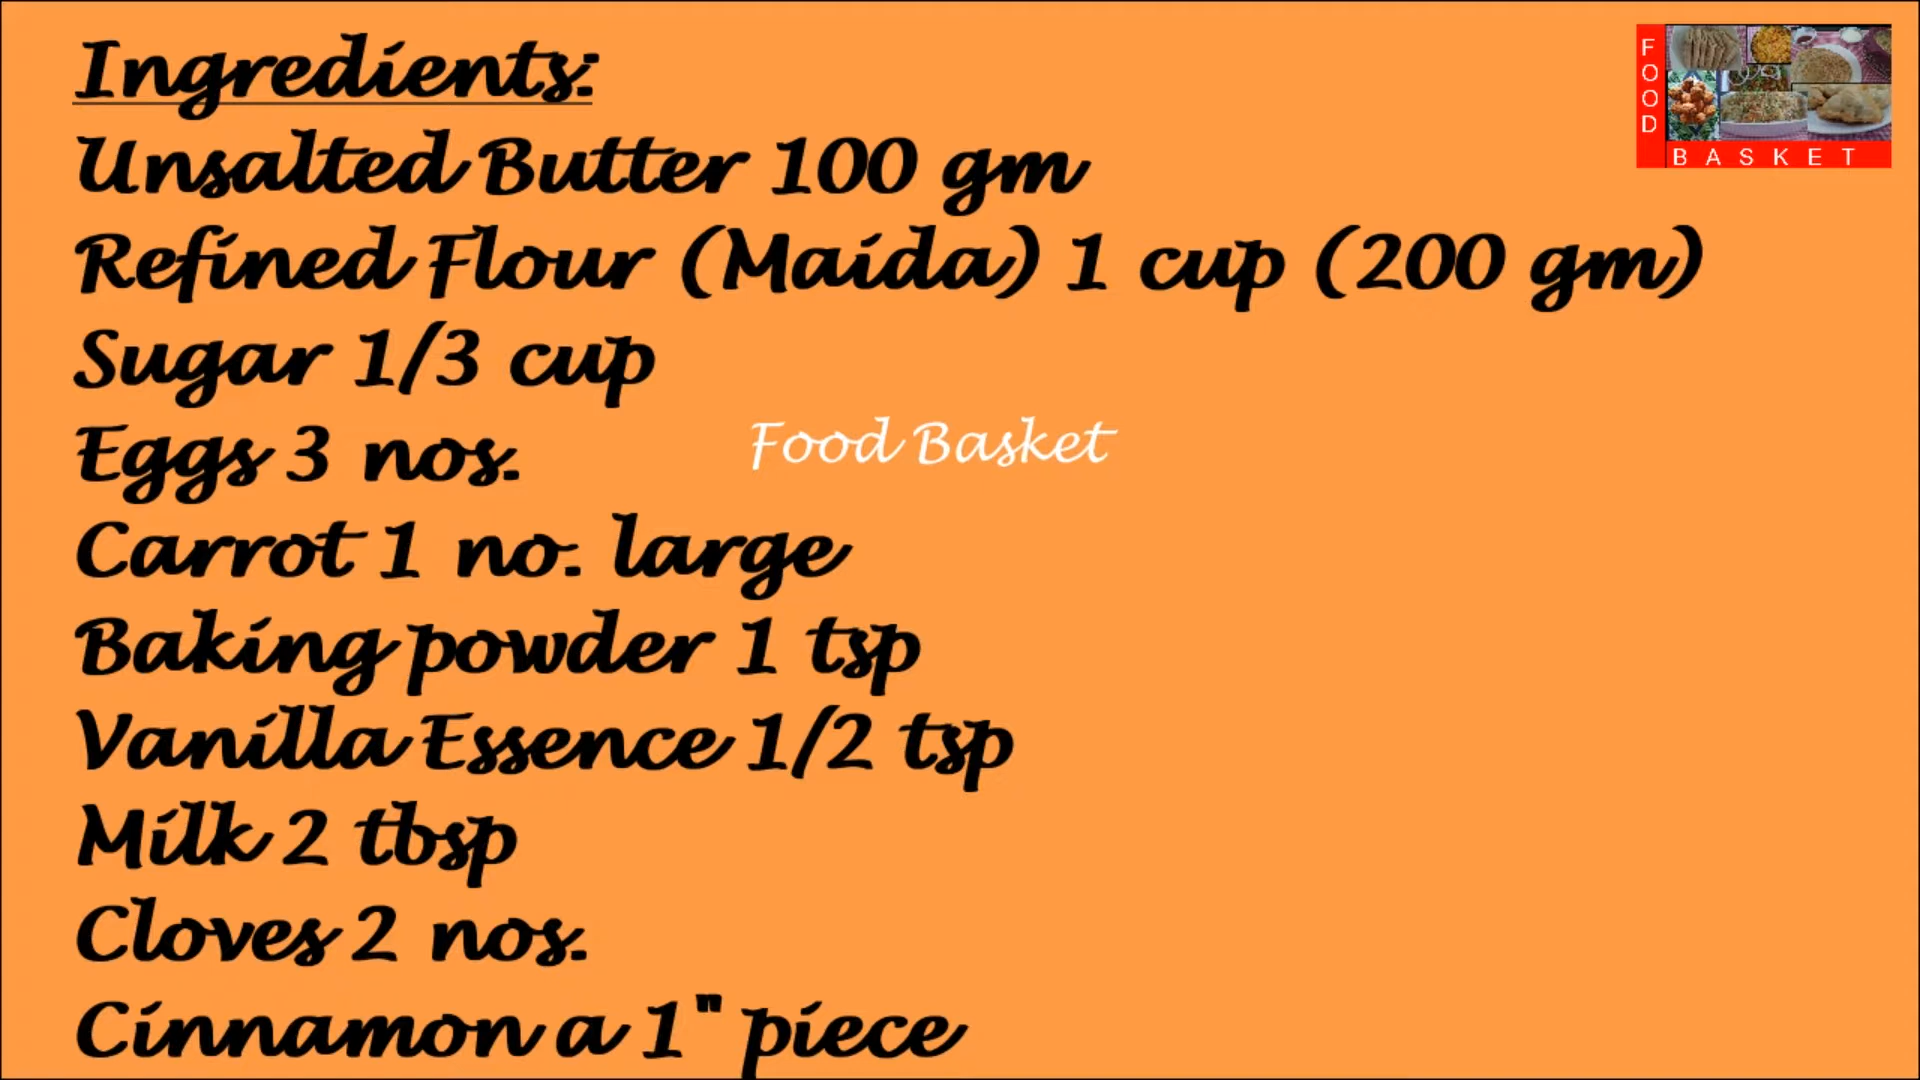 Ingredients:
Unsalted Butter 100 gm
Refined Flour (Maida) 1 cup (200 gm)
Sugar 1/3 cup
Eggs 3 nos.
Food Basket
Carrot 1 no. large
Baking powder 1 tsp
Vanilla Essence 1/2 tsp
Milk 2 tbsp
Cloves 2 nos.
Cinnamon a 1" piece
FOOD
BASKET